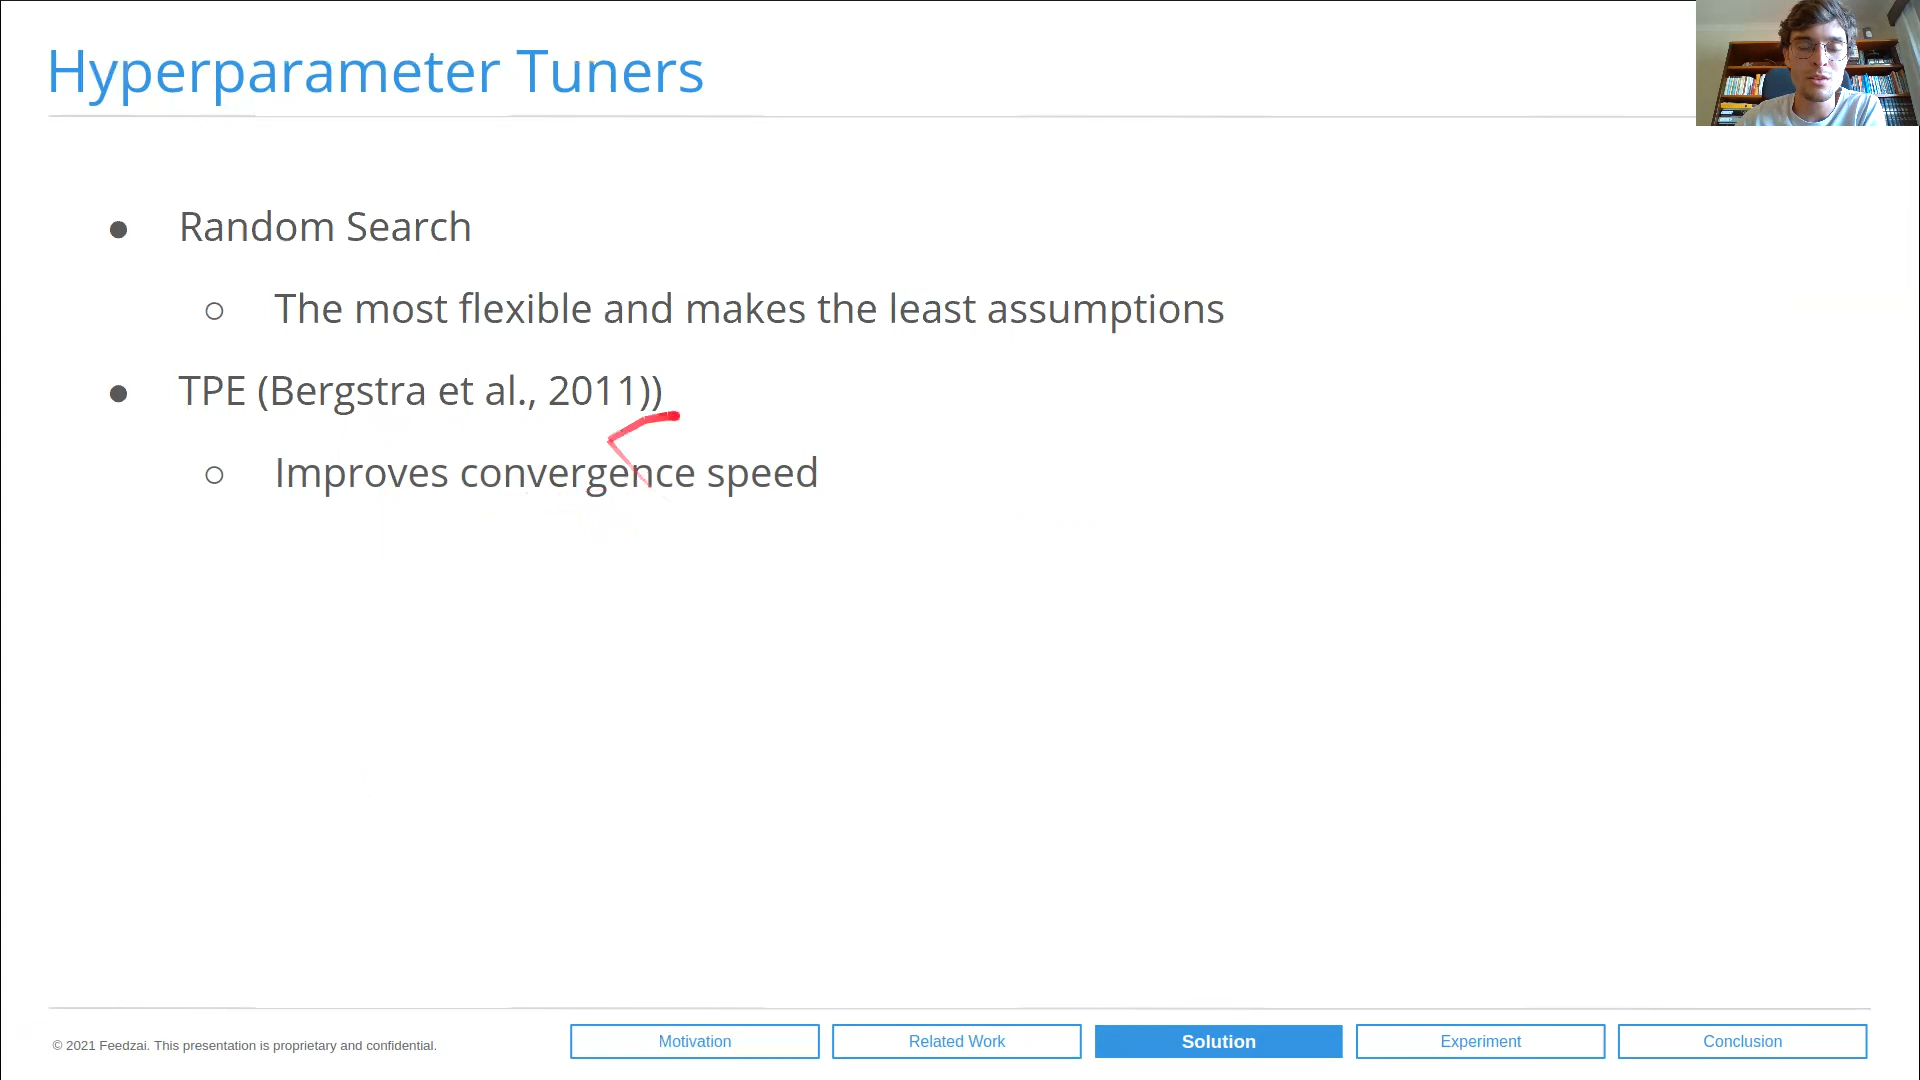 Hyperparameter Tuners
● Random Search
○ The most flexible and makes the least assumptions
● TPE (Bergstra et al., 2011))
○ Improves convergence speed
© 2021 Feedzai. This presentation is proprietary and confidential.
Motivation
Related Work
Solution
Experiment
Conclusion